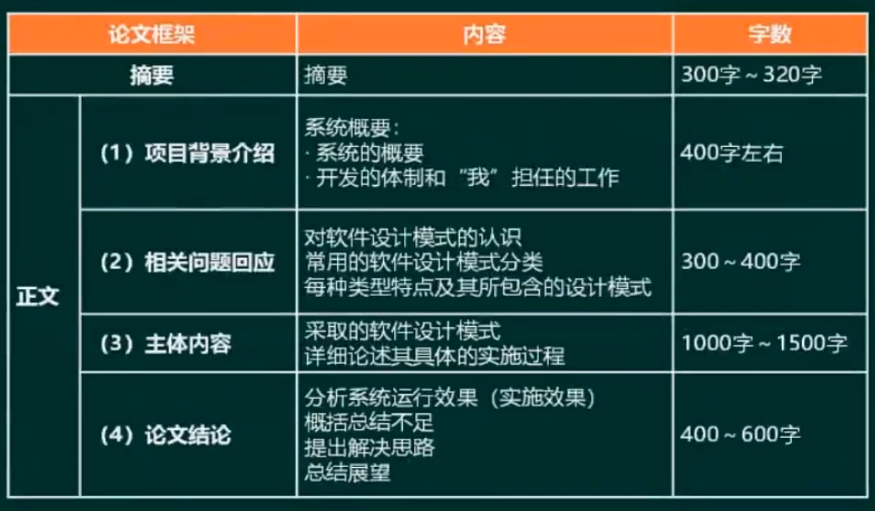 论文框架 内容 字数
摘要 摘要 300字～320字
正文
（1）项目背景介绍
系统概要：
· 系统的概要
· 开发的体制和“我”担任的工作
400字左右
（2）相关问题回应
对软件设计模式的认识
常用的软件设计模式分类
每种类型特点及其所包含的设计模式
300～400字
（3）主体内容
采取的软件设计模式
详细论述其具体的实施过程
1000字～1500字
（4）论文结论
分析系统运行效果（实施效果）
概括总结不足
提出解决思路
总结展望
400～600字